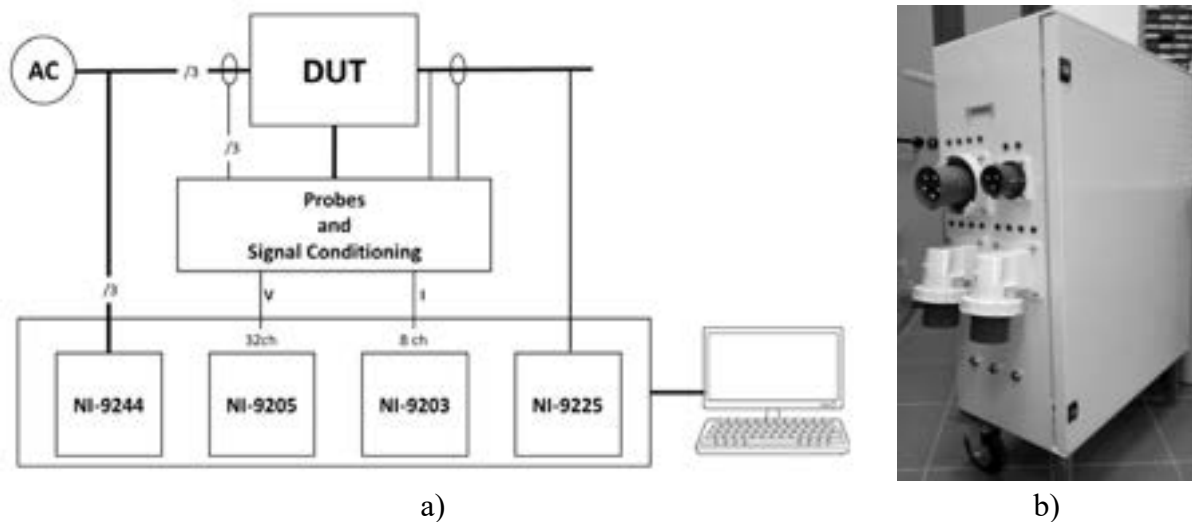 AC
/3
DUT
/3
Probes
and
Signal Conditioning
/3
V
I
32ch
8 ch
NI-9244
NI-9205
NI-9203
NI-9225
a)
b)